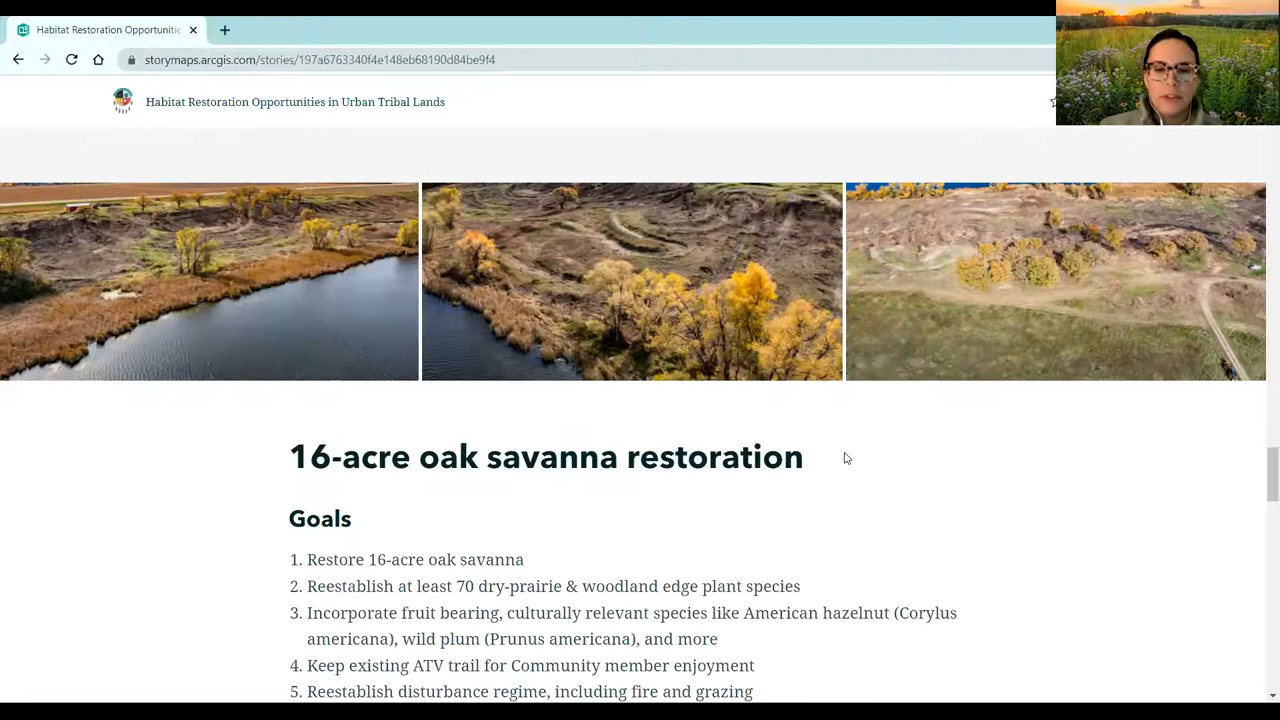 Habitat Restoration Opportunitie
storymaps.arcgis.com/stories/197a6763340f4e148eb68190d84be9f4
Habitat Restoration Opportunities in Urban Tribal Lands
16-acre oak savanna restoration
Goals
1. Restore 16-acre oak savanna
2. Reestablish at least 70 dry-prairie & woodland edge plant species
3. Incorporate fruit bearing, culturally relevant species like American hazelnut (Corylus
americana), wild plum (Prunus americana), and more
4. Keep existing ATV trail for Community member enjoyment
5. Reestablish disturbance regime, including fire and grazing